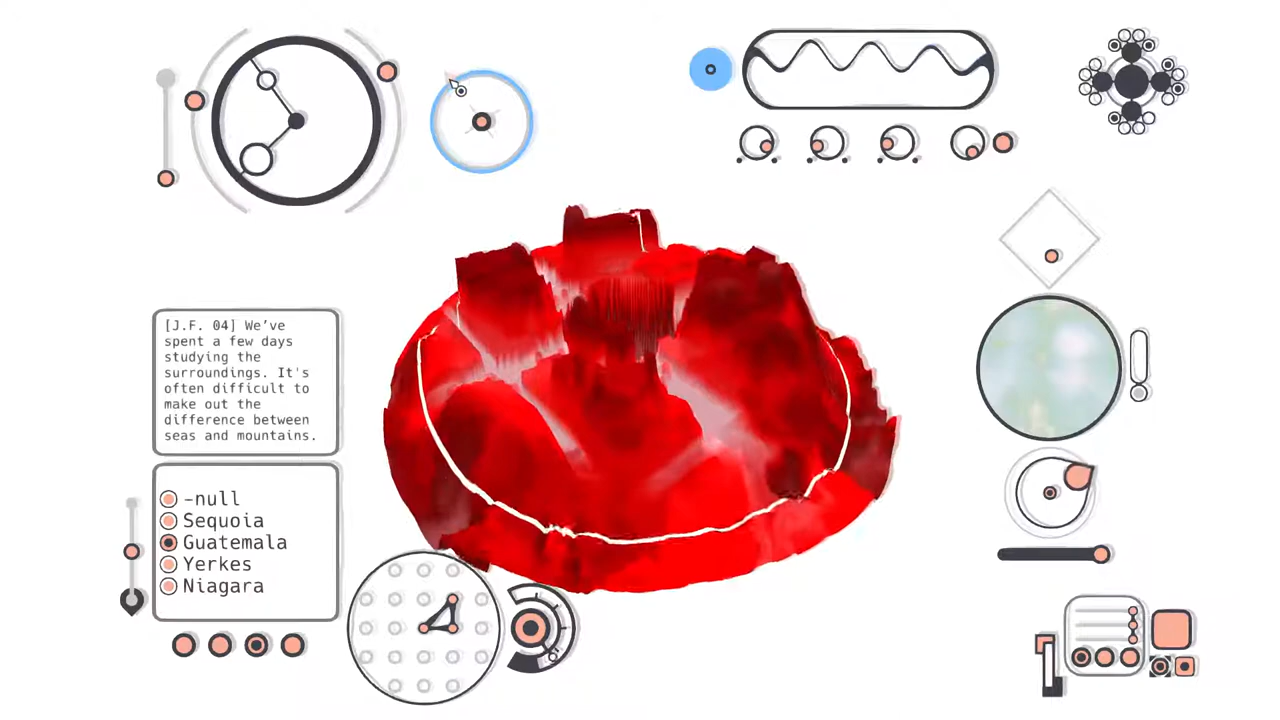 [J.F. 04] We've
spent a few days
studying the
surroundings. It's
often difficult to
make out the
difference between
seas and mountains.
-null
Sequoia
Guatemala
Yerkes
Niagara